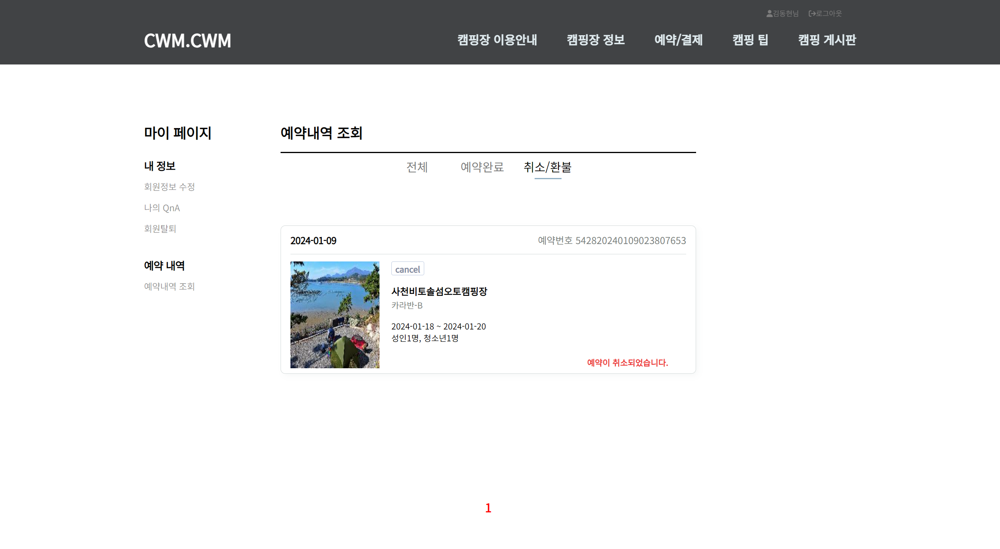 김동현님 로그아웃
CWM.CWM 캠핑장 이용안내 캠핑장 정보 예약/결제 캠핑 팁 캠핑 게시판
마이 페이지
내 정보
회원정보 수정
나의 QnA
회원탈퇴
예약 내역
예약내역 조회
예약내역 조회
전체 예약완료 취소/환불
2024-01-09 예약번호 542820240109023807653
cancel
사천비토솔섬오토캠핑장
카라반-B
2024-01-18 ~ 2024-01-20
성인1명, 청소년1명
예약이 취소되었습니다.
1